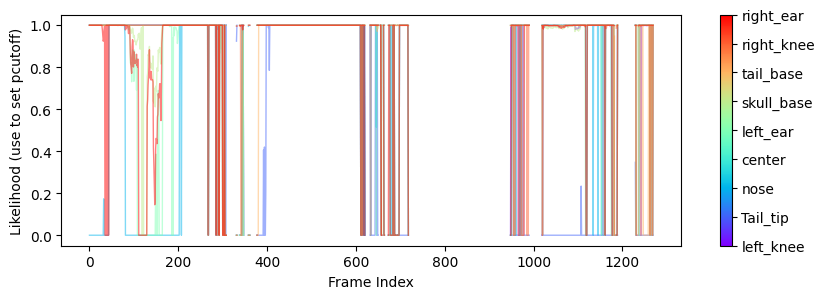 Likelihood (use to set pcutoff)
1.0
0.8
0.6
0.4
0.2
0.0
0
200
400
600
800
1000
1200
Frame Index
right_ear
right_knee
tail_base
skull_base
left_ear
center
nose
Tail_tip
left_knee